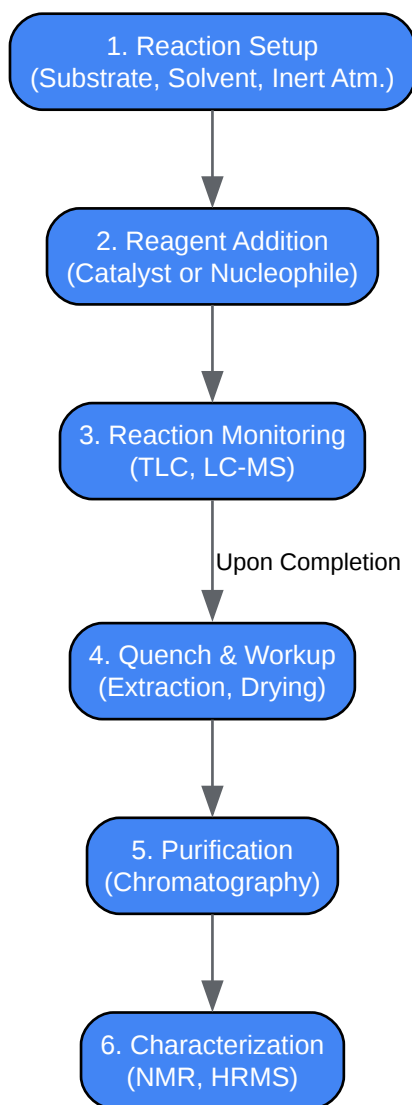 1. Reaction Setup
(Substrate, Solvent, Inert Atm.)
2. Reagent Addition
(Catalyst or Nucleophile)
3. Reaction Monitoring
(TLC, LC-MS)
Upon Completion
4. Quench & Workup
(Extraction, Drying)
5. Purification
(Chromatography)
6. Characterization
(NMR, HRMS)